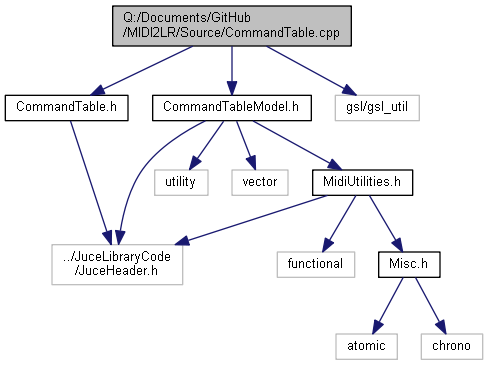 Q:/Documents/GitHub
/MIDI2LR/Source/CommandTable.cpp
CommandTable.h
CommandTableModel.h
gsl/gsl_util
utility
vector
MidiUtilities.h
../JuceLibraryCode
/JuceHeader.h
functional
Misc.h
atomic
chrono